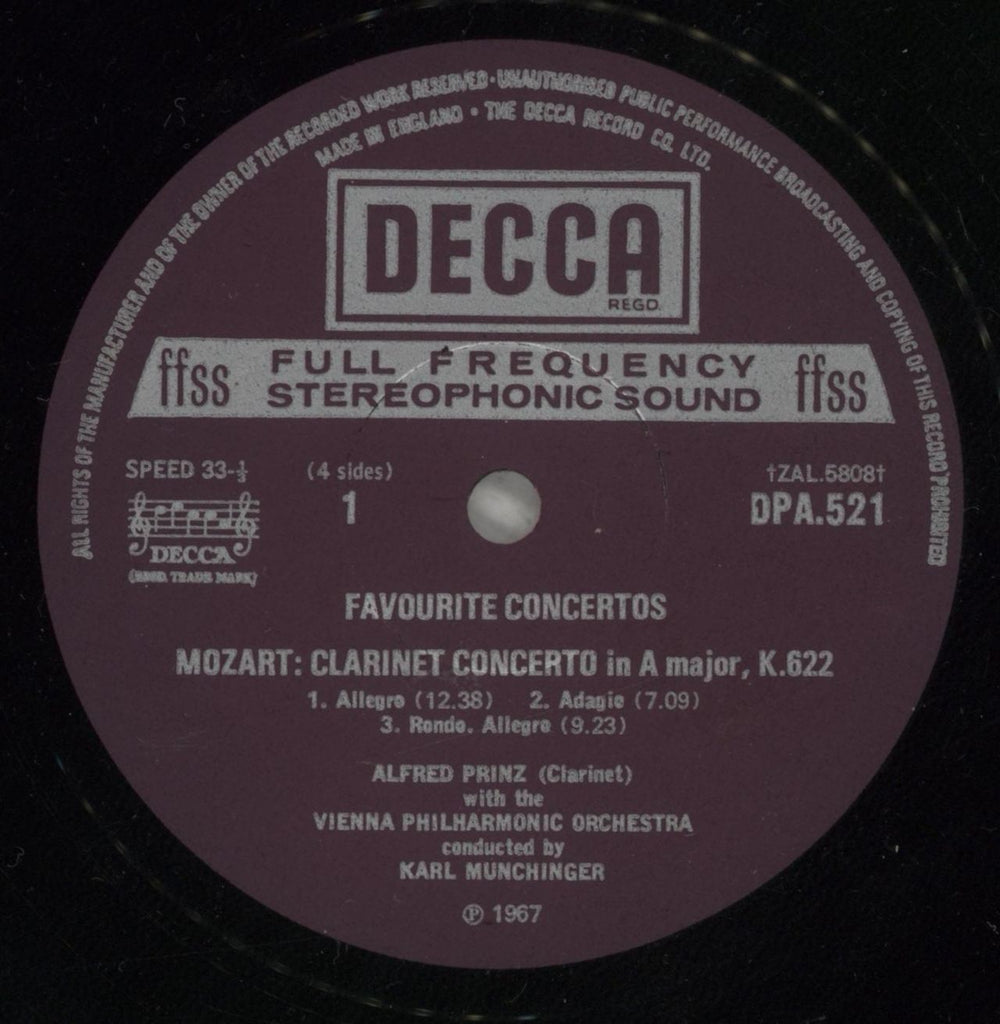 ALL RIGHTS OF THE MANUFACTURER AND OF THE OWNER OF THE RECORDED WORK RESERVED · UNAUTHORISED PUBLIC PERFORMANCE BROADCASTING AND COPYING OF THIS RECORD PROHIBITED
MADE IN ENGLAND · THE DECCA RECORD CO. LTD.
DECCA
REGD.
ffss FULL FREQUENCY ffss
STEREOPHONIC SOUND
SPEED 33-⅓ (4 sides) †ZAL.5808†
1 DPA.521
DECCA
(REGD. TRADE MARK)
FAVOURITE CONCERTOS
MOZART: CLARINET CONCERTO in A major, K.622
1. Allegro (12.38) 2. Adagio (7.09)
3. Rondo. Allegro (9.23)
ALFRED PRINZ (Clarinet)
with the
VIENNA PHILHARMONIC ORCHESTRA
conducted by
KARL MUNCHINGER
℗ 1967